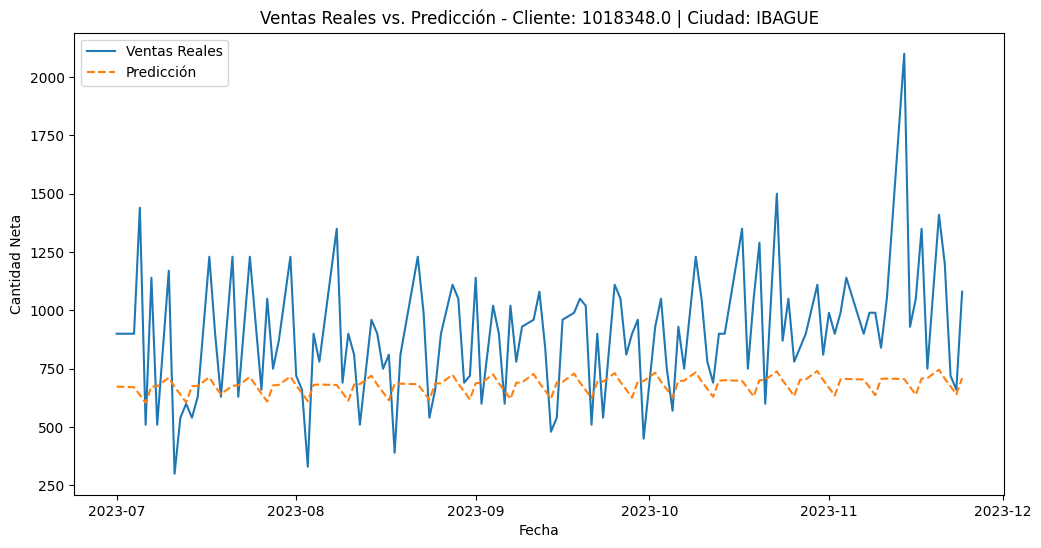 Ventas Reales vs. Predicción - Cliente: 1018348.0 | Ciudad: IBAGUE
Ventas Reales
Predicción
Cantidad Neta
2000
1750
1500
1250
1000
750
500
250
2023-07
2023-08
2023-09
2023-10
2023-11
2023-12
Fecha